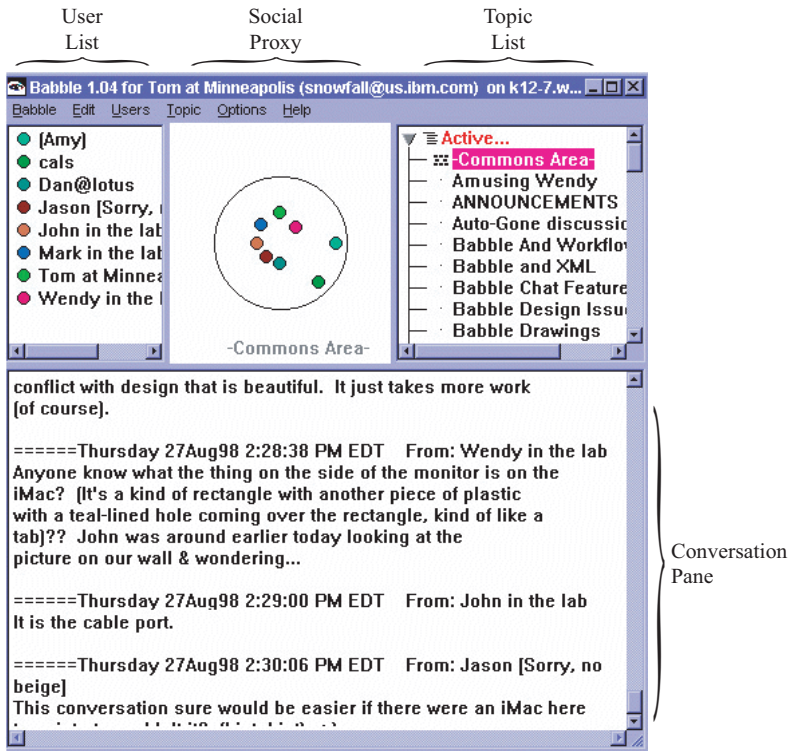 User
List
Social
Proxy
Topic
List
Babble 1.04 for Tom at Minneapolis (snowfall@us.ibm.com) on k12-7.w...
Babble Edit Users Topic Options Help
(Amy)
cals
Dan@lotus
Jason [Sorry,
John in the lab
Mark in the lab
Tom at Minnea
Wendy in the
-Commons Area-
Active...
-Commons Area-
Amusing Wendy
ANNOUNCEMENTS
Auto-Gone discussio
Babble And Workflow
Babble and XML
Babble Chat Feature
Babble Design Issu
Babble Drawings
conflict with design that is beautiful. It just takes more work
(of course).
======Thursday 27Aug98 2:28:38 PM EDT From: Wendy in the lab
Anyone know what the thing on the side of the monitor is on the
iMac? (It's a kind of rectangle with another piece of plastic
with a teal-lined hole coming over the rectangle, kind of like a
tab)?? John was around earlier today looking at the
picture on our wall & wondering...
======Thursday 27Aug98 2:29:00 PM EDT From: John in the lab
It is the cable port.
======Thursday 27Aug98 2:30:06 PM EDT From: Jason [Sorry, no
beige]
This conversation sure would be easier if there were an iMac here
Conversation
Pane